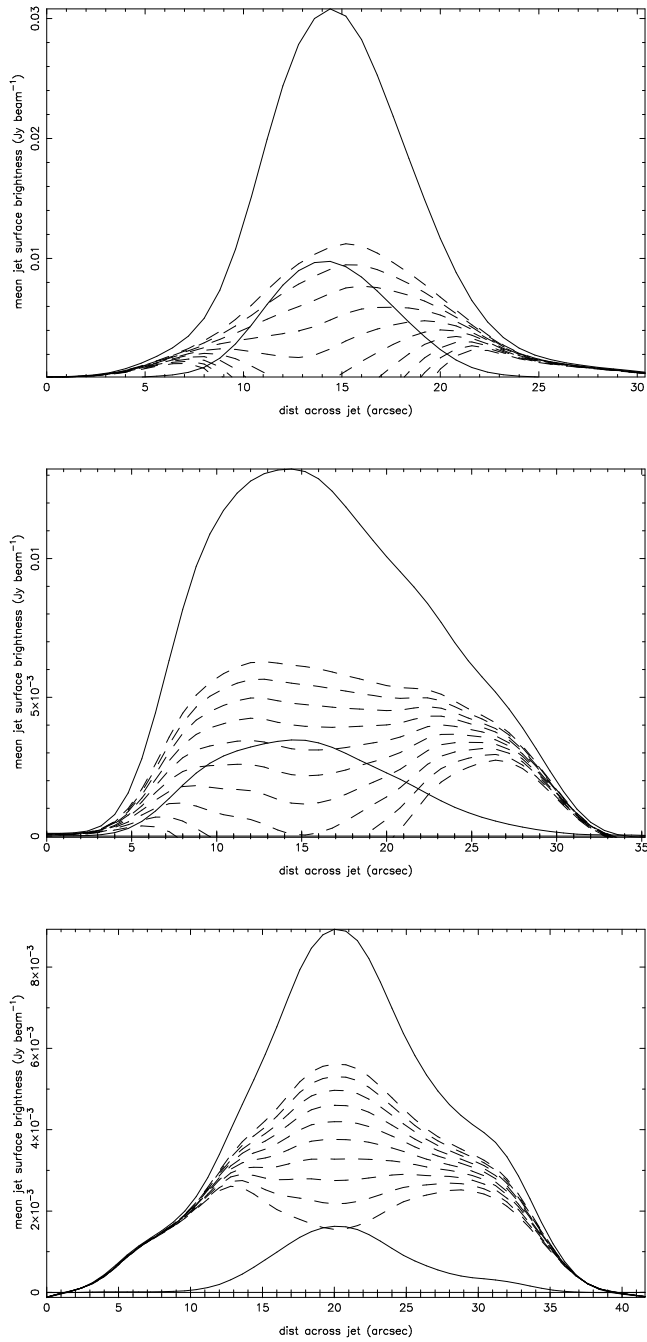 0.03
0.02
0.01
mean jet surface brightness (Jy beam⁻¹)
0 5 10 15 20 25 30
dist across jet (arcsec)
0.01
5×10⁻³
0
mean jet surface brightness (Jy beam⁻¹)
0 5 10 15 20 25 30 35
dist across jet (arcsec)
8×10⁻³
6×10⁻³
4×10⁻³
2×10⁻³
0
mean jet surface brightness (Jy beam⁻¹)
0 5 10 15 20 25 30 35 40
dist across jet (arcsec)